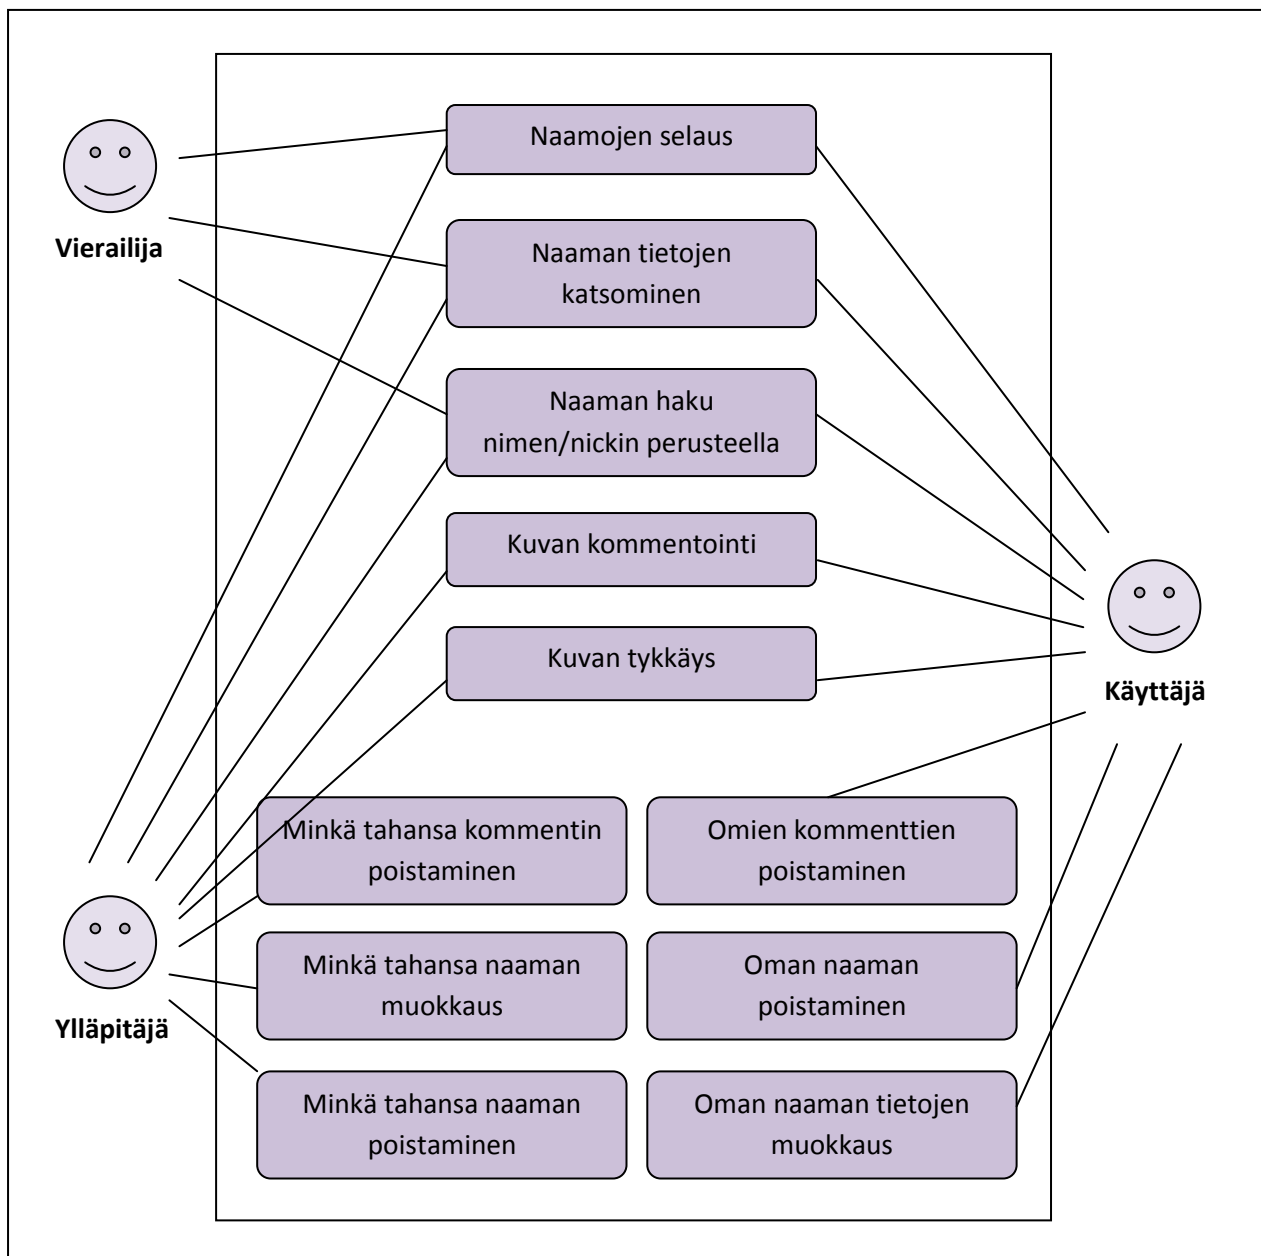 Naamojen selaus
Vierailija
Naaman tietojen
katsominen
Naaman haku
nimen/nickin perusteella
Kuvan kommentointi
Kuvan tykkäys
Käyttäjä
Minkä tahansa kommentin
poistaminen
Omien kommenttien
poistaminen
Minkä tahansa naaman
muokkaus
Oman naaman
poistaminen
Ylläpitäjä
Minkä tahansa naaman
poistaminen
Oman naaman tietojen
muokkaus